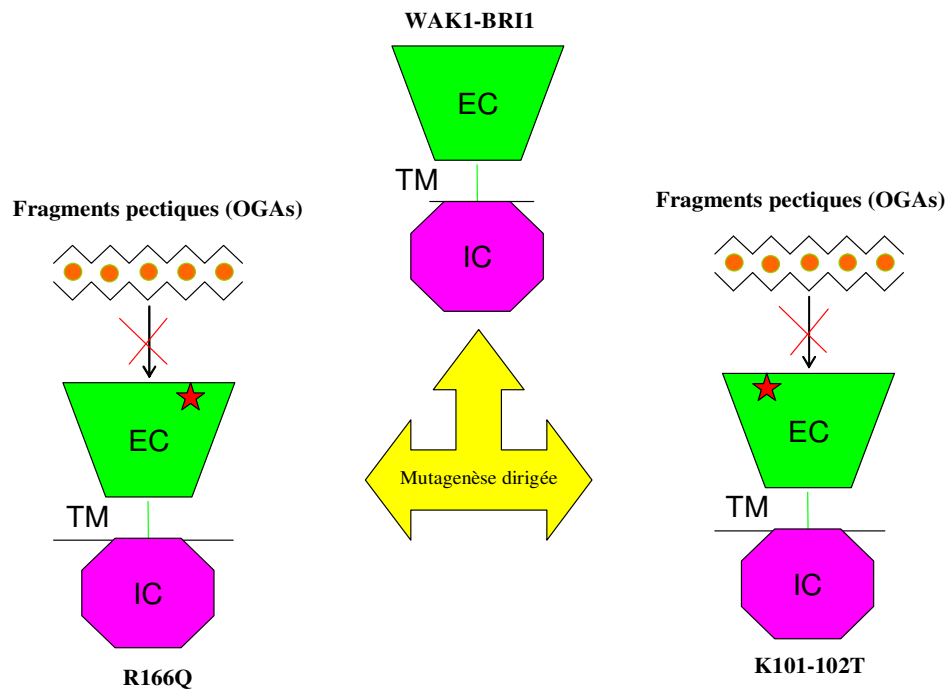 WAK1-BRI1
EC
TM
IC
Fragments pectiques (OGAs)
EC
TM
IC
R166Q
Mutagenèse dirigée
Fragments pectiques (OGAs)
EC
TM
IC
K101-102T